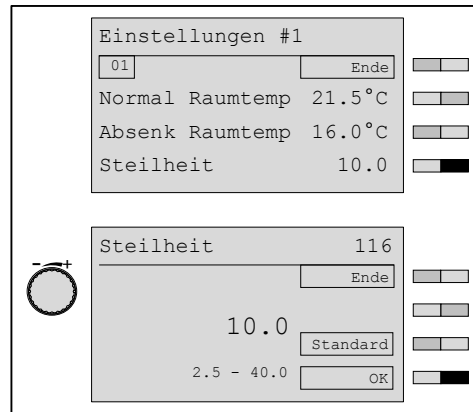 Einstellungen #1
01 Ende
Normal Raumtemp 21.5°C
Absenk Raumtemp 16.0°C
Steilheit 10.0
Steilheit 116
- +
Ende
10.0
Standard
2.5 - 40.0 OK